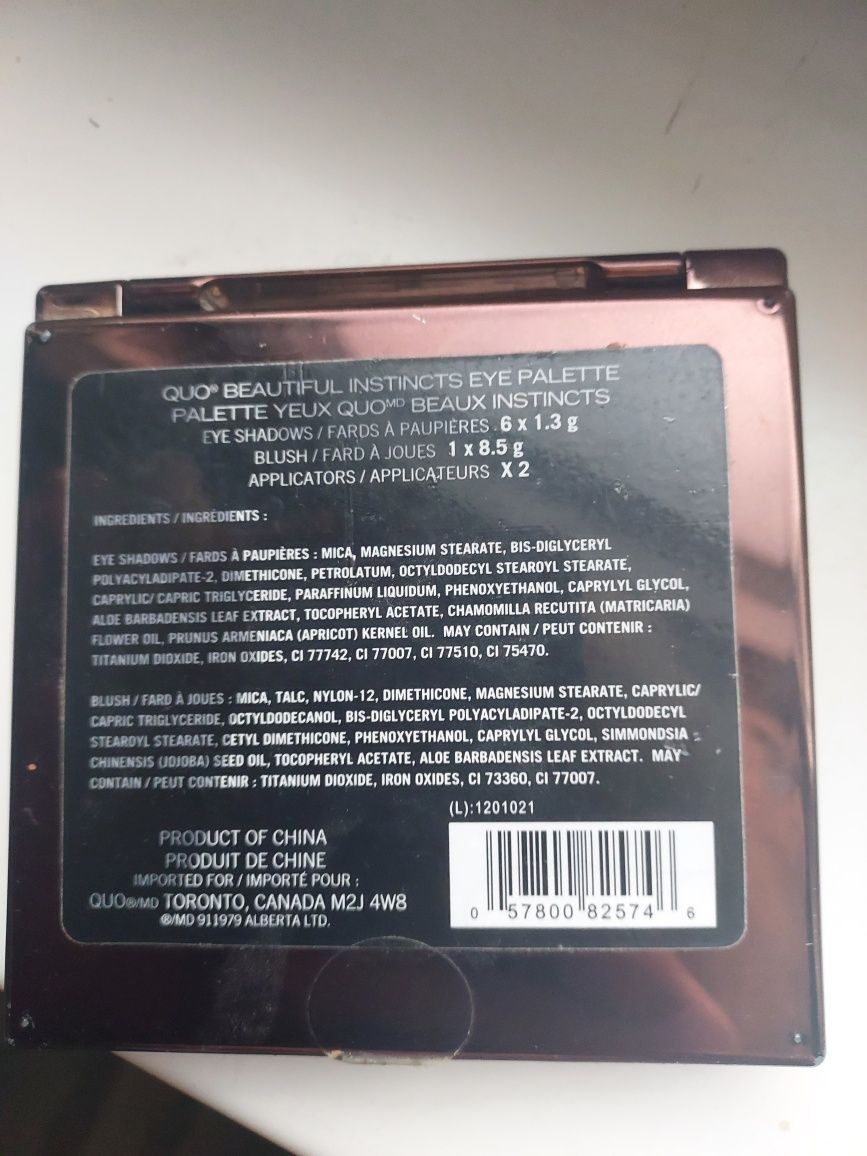 QUO® BEAUTIFUL INSTINCTS EYE PALETTE
PALETTE YEUX QUOMD BEAUX INSTINCTS
EYE SHADOWS / FARDS À PAUPIÈRES 6 x 1.3 g
BLUSH / FARD À JOUES 1 x 8.5 g
APPLICATORS / APPLICATEURS X 2
INGREDIENTS / INGRÉDIENTS :
EYE SHADOWS / FARDS À PAUPIÈRES : MICA, MAGNESIUM STEARATE, BIS-DIGLYCERYL
POLYACYLADIPATE-2, DIMETHICONE, PETROLATUM, OCTYLDODECYL STEAROYL STEARATE,
CAPRYLIC/ CAPRIC TRIGLYCERIDE, PARAFFINUM LIQUIDUM, PHENOXYETHANOL, CAPRYLYL GLYCOL,
ALOE BARBADENSIS LEAF EXTRACT, TOCOPHERYL ACETATE, CHAMOMILLA RECUTITA (MATRICARIA)
FLOWER OIL, PRUNUS ARMENIACA (APRICOT) KERNEL OIL. MAY CONTAIN / PEUT CONTENIR :
TITANIUM DIOXIDE, IRON OXIDES, CI 77742, CI 77007, CI 77510, CI 75470.
BLUSH / FARD À JOUES : MICA, TALC, NYLON-12, DIMETHICONE, MAGNESIUM STEARATE, CAPRYLIC/
CAPRIC TRIGLYCERIDE, OCTYLDODECANOL, BIS-DIGLYCERYL POLYACYLADIPATE-2, OCTYLDODECYL
STEAROYL STEARATE, CETYL DIMETHICONE, PHENOXYETHANOL, CAPRYLYL GLYCOL, SIMMONDSIA
CHINENSIS (JOJOBA) SEED OIL, TOCOPHERYL ACETATE, ALOE BARBADENSIS LEAF EXTRACT. MAY
CONTAIN / PEUT CONTENIR : TITANIUM DIOXIDE, IRON OXIDES, CI 73360, CI 77007.
(L):1201021
PRODUCT OF CHINA
PRODUIT DE CHINE
IMPORTED FOR / IMPORTÉ POUR :
QUO®/MD TORONTO, CANADA M2J 4W8
®/MD 911979 ALBERTA LTD.
0 57800 82574 6